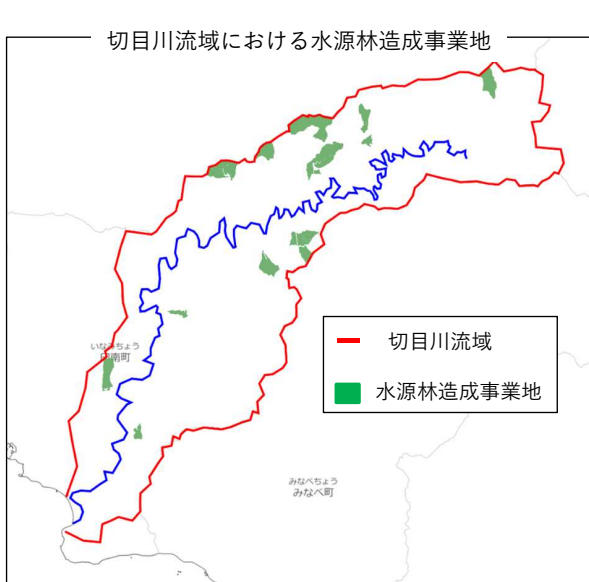 切目川流域における水源林造成事業地
切目川流域
水源林造成事業地
いなみちょう
印南町
みなべちょう
みなべ町